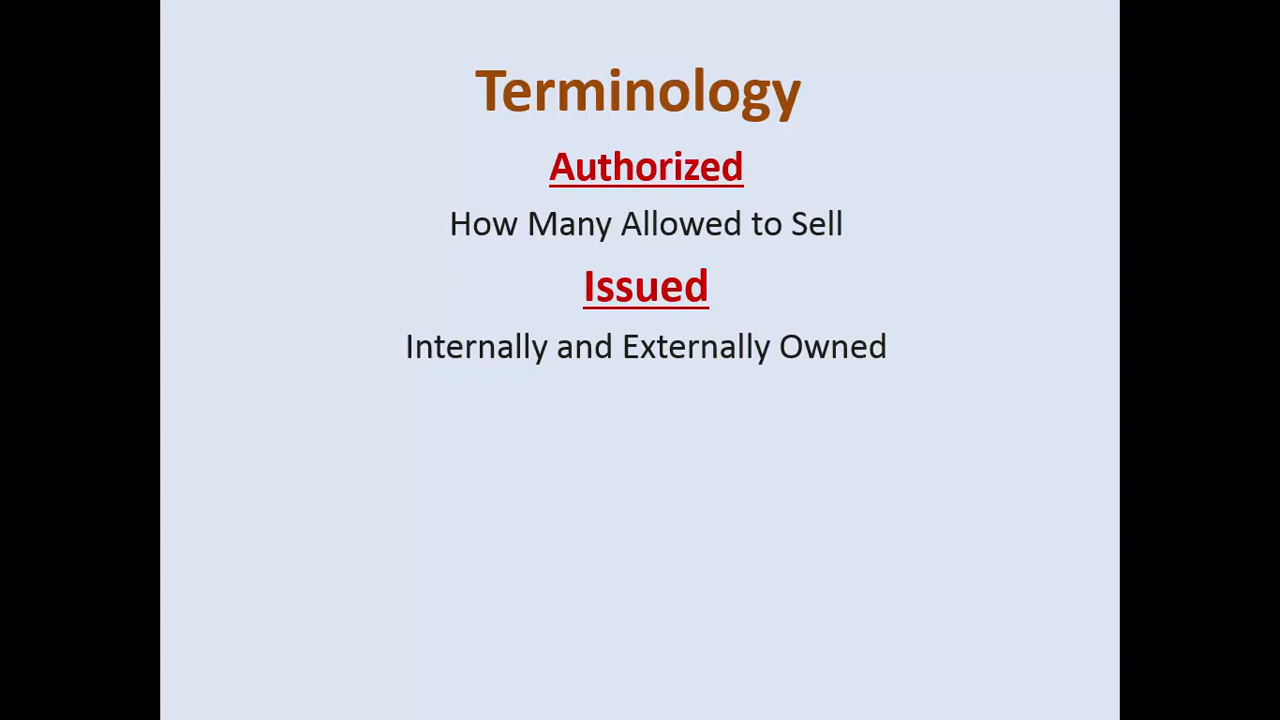 Terminology
Authorized
How Many Allowed to Sell
Issued
Internally and Externally Owned